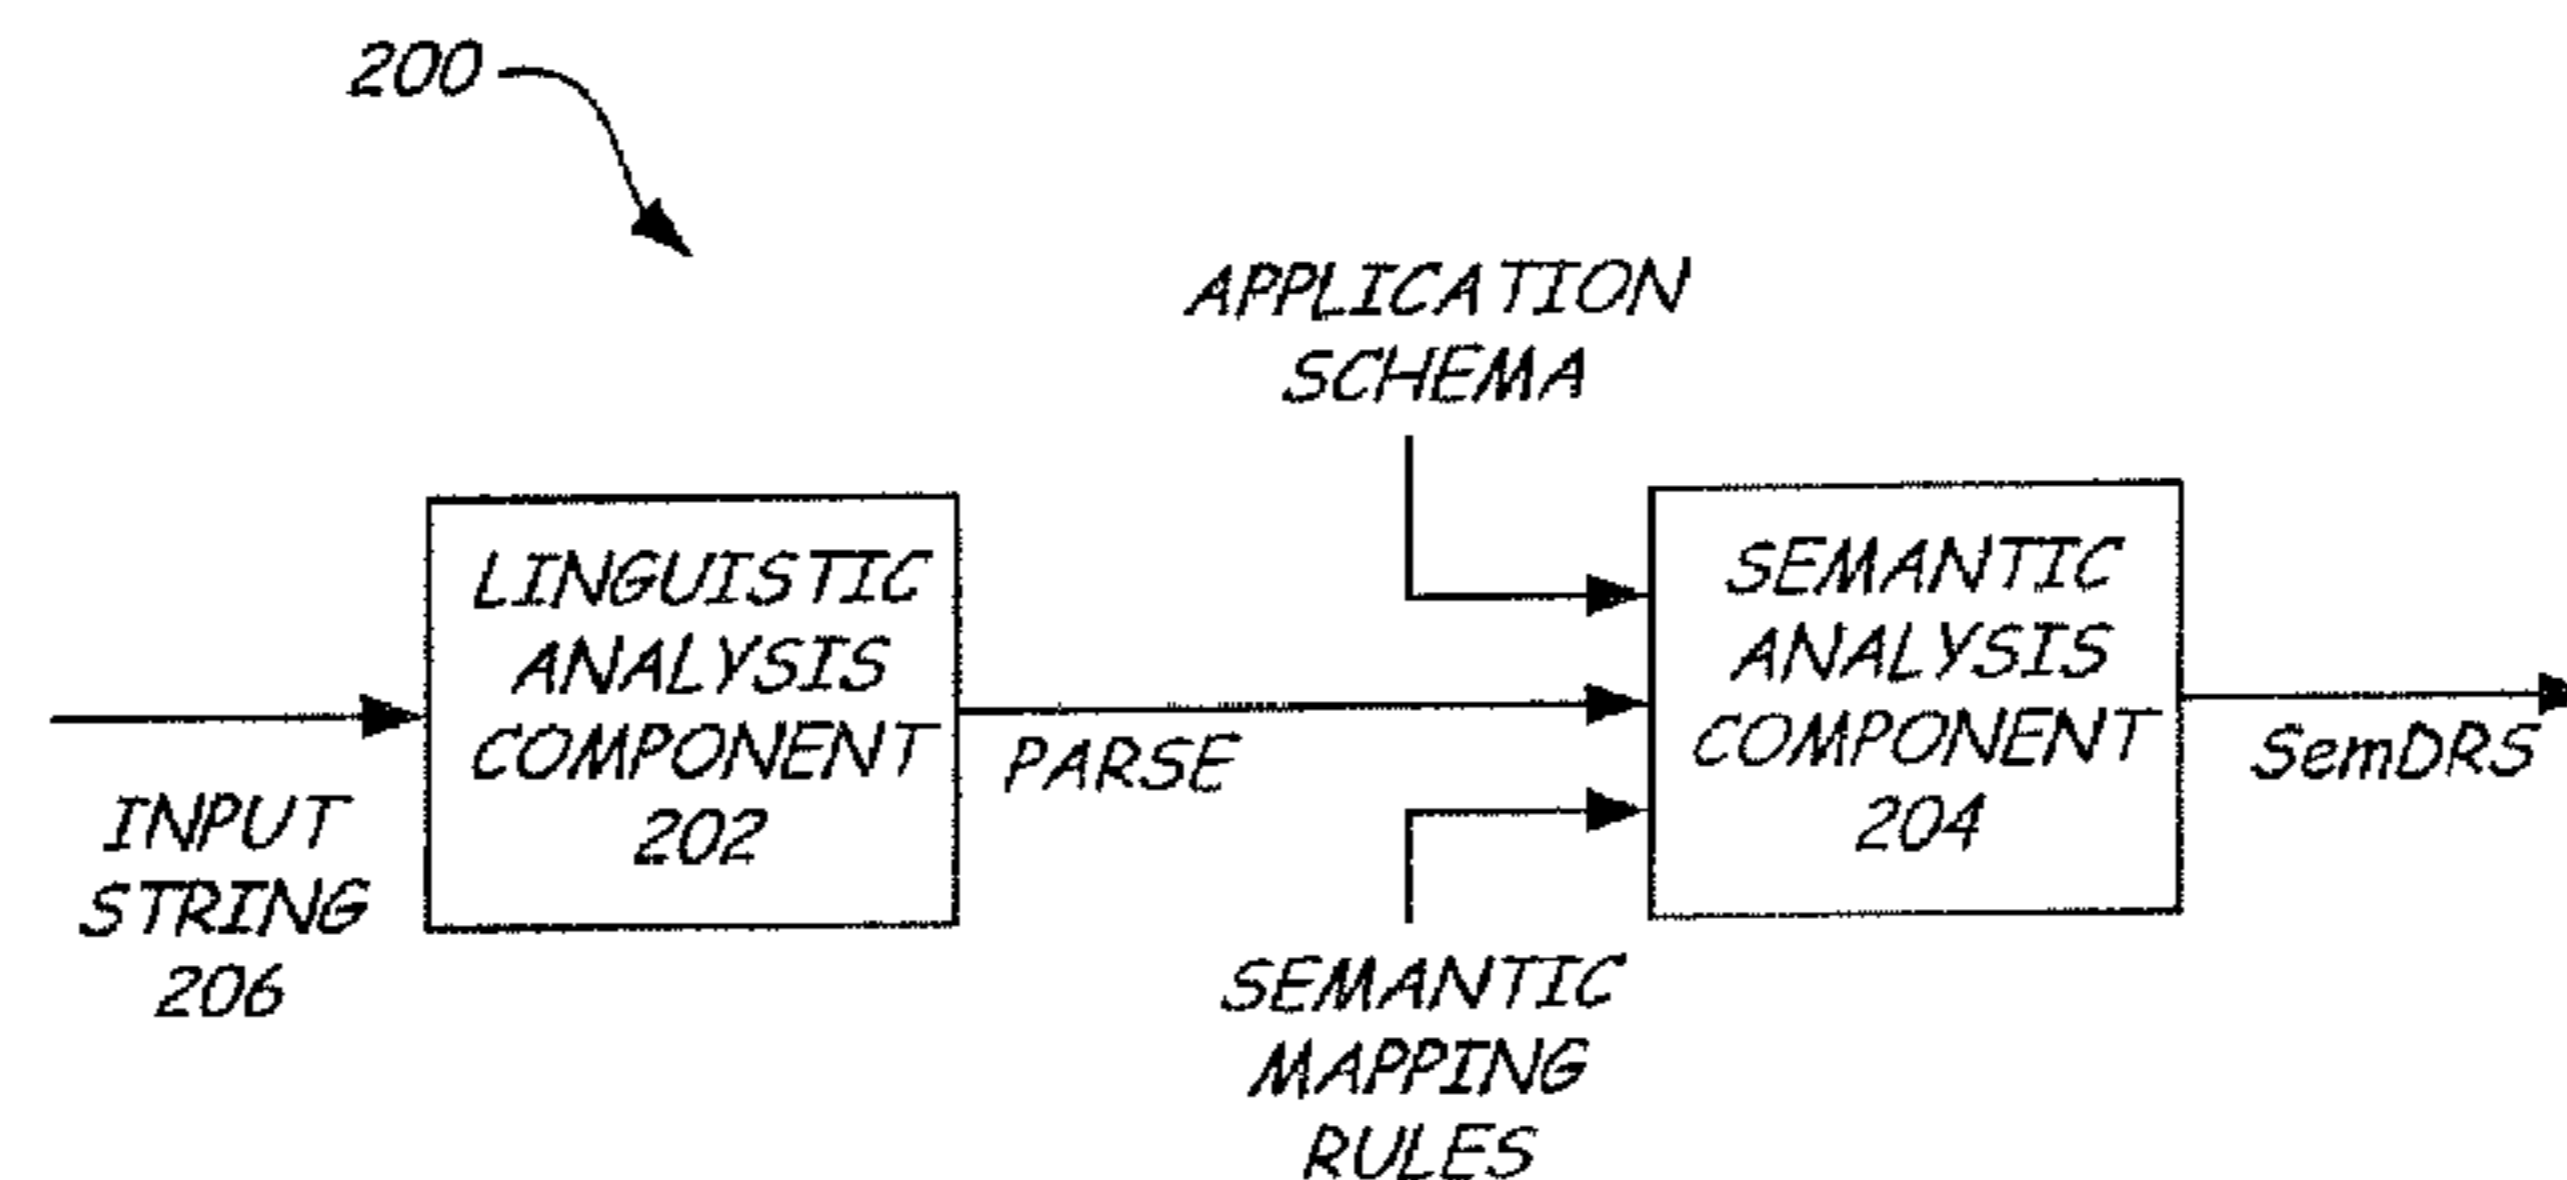 200
APPLICATION
SCHEMA
LINGUISTIC
ANALYSIS
COMPONENT
202
SEMANTIC
ANALYSIS
COMPONENT
204
INPUT
STRING
206
PARSE
SemDRS
SEMANTIC
MAPPING
RULES